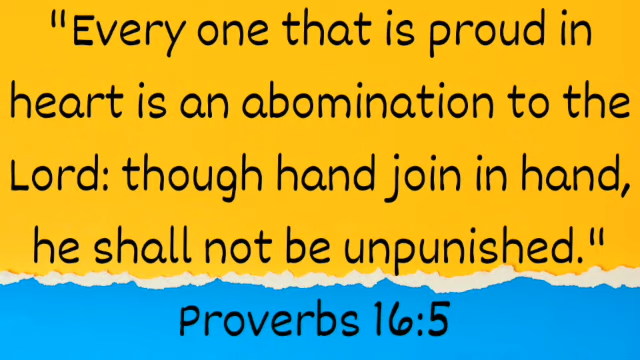 "Every one that is proud in
heart is an abomination to the
Lord: though hand join in hand,
he shall not be unpunished."
Proverbs 16:5